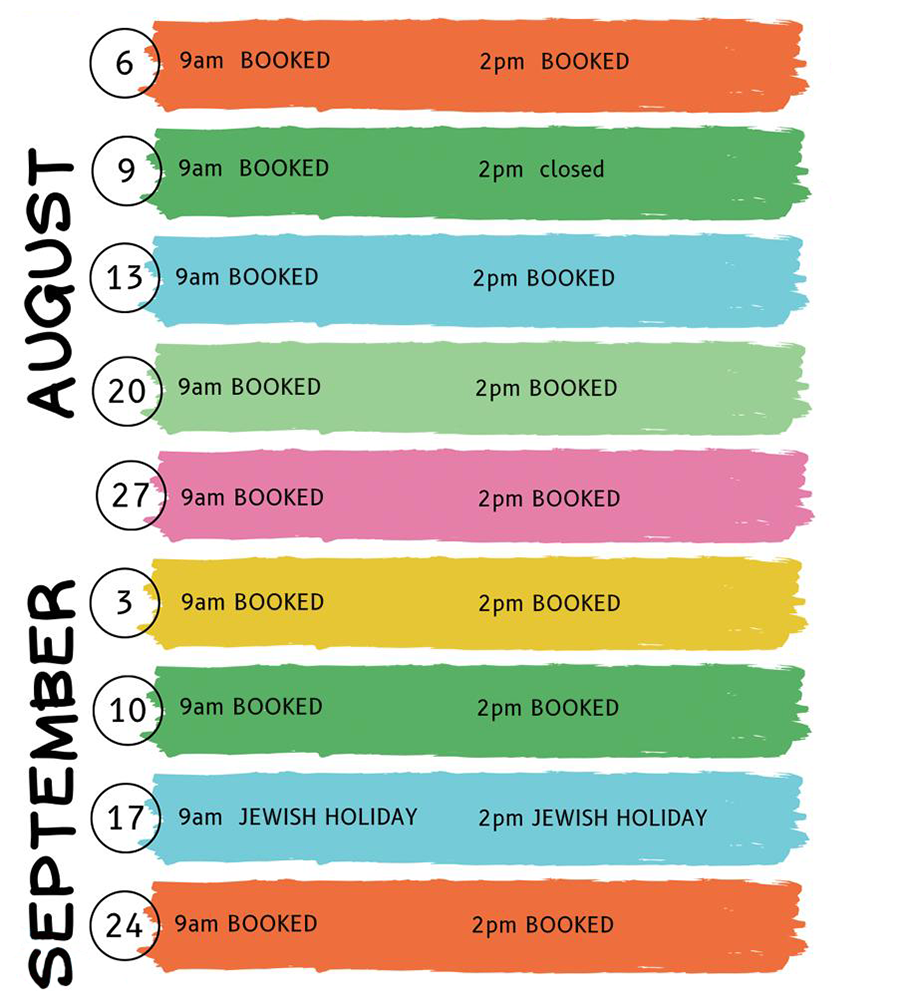 AUGUST
6 9am BOOKED 2pm BOOKED
9 9am BOOKED 2pm closed
13 9am BOOKED 2pm BOOKED
20 9am BOOKED 2pm BOOKED
27 9am BOOKED 2pm BOOKED
SEPTEMBER
3 9am BOOKED 2pm BOOKED
10 9am BOOKED 2pm BOOKED
17 9am JEWISH HOLIDAY 2pm JEWISH HOLIDAY
24 9am BOOKED 2pm BOOKED